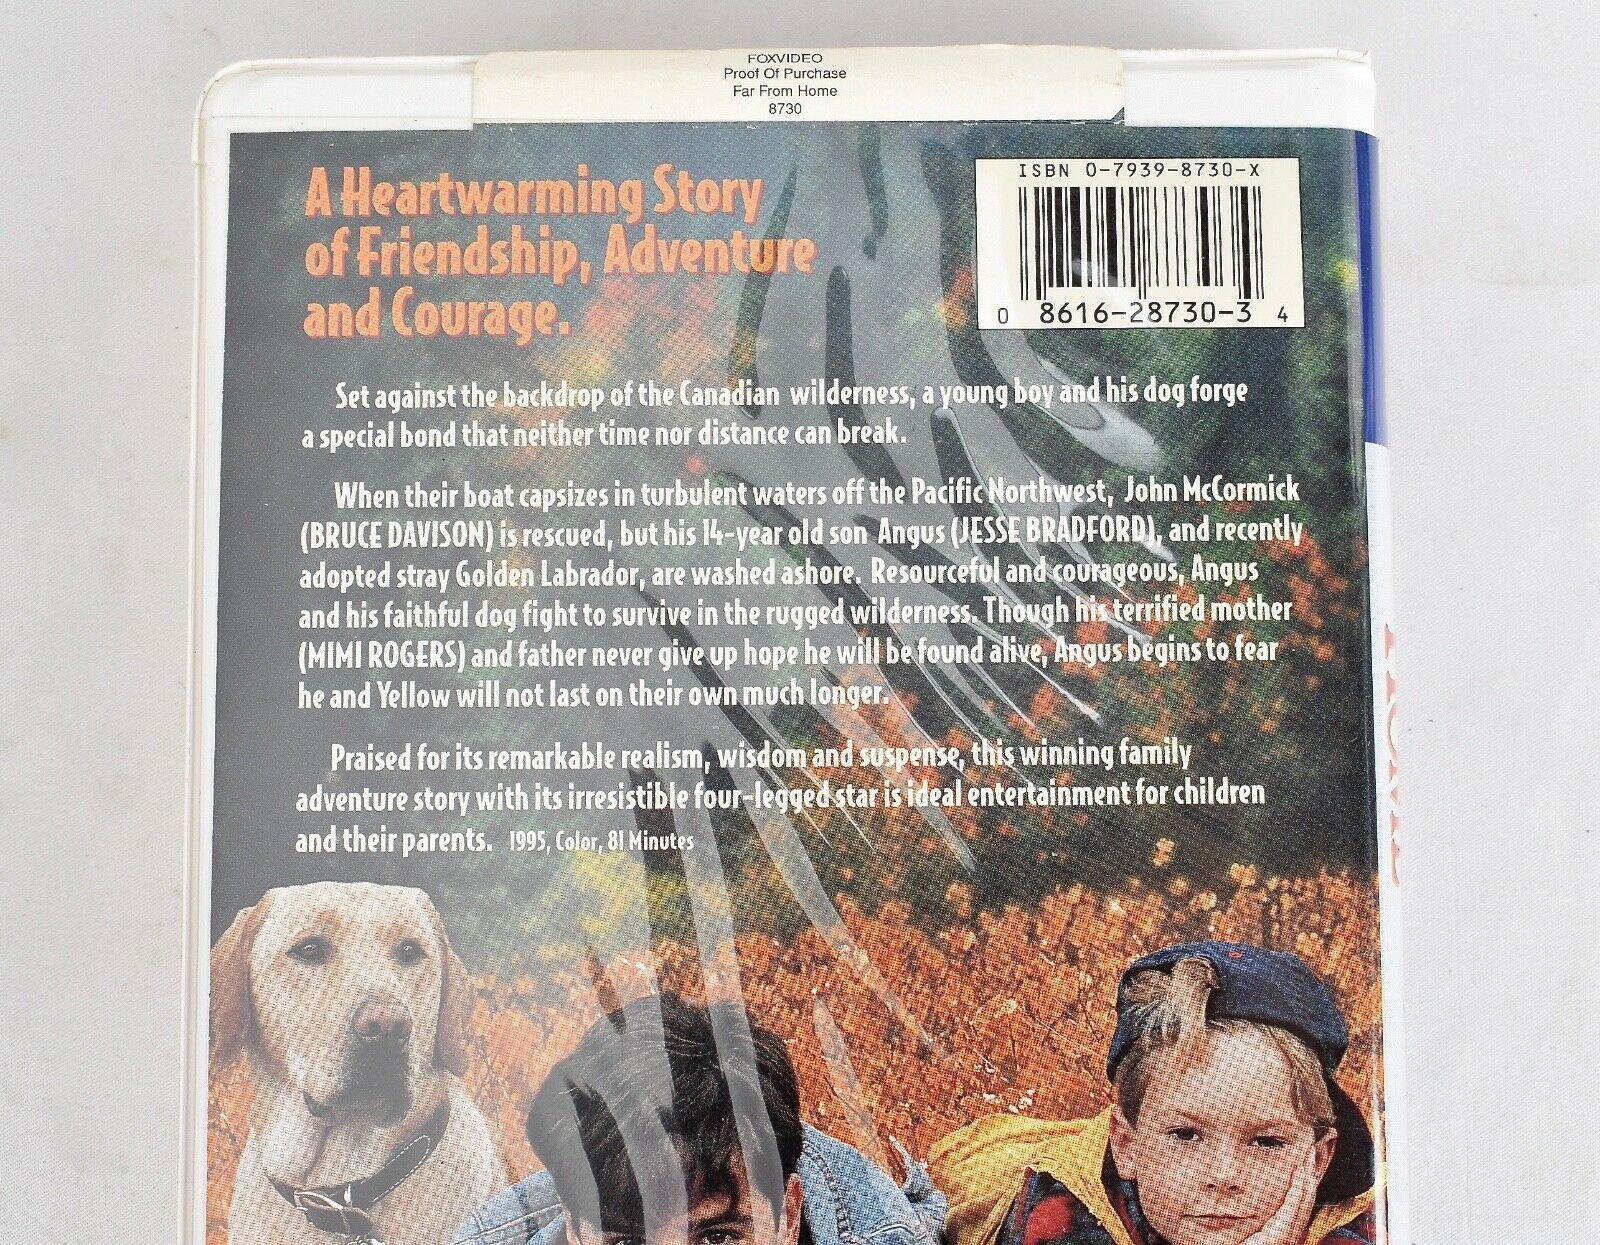 FOXVIDEO
Proof Of Purchase
Far From Home
8730
A Heartwarming Story
of Friendship, Adventure
and Courage.
ISBN 0-7939-8730-X
0 8616-28730-3 4
Set against the backdrop of the Canadian wilderness, a young boy and his dog forge
a special bond that neither time nor distance can break.
When their boat capsizes in turbulent waters off the Pacific Northwest, John McCormick
(BRUCE DAVISON) is rescued, but his 14-year old son Angus (JESSE BRADFORD), and recently
adopted stray Golden Labrador, are washed ashore. Resourceful and courageous, Angus
and his faithful dog fight to survive in the rugged wilderness. Though his terrified mother
(MIMI ROGERS) and father never give up hope he will be found alive, Angus begins to fear
he and Yellow will not last on their own much longer.
Praised for its remarkable realism, wisdom and suspense, this winning family
adventure story with its irresistible four-legged star is ideal entertainment for children
and their parents. 1995, Color, 81 Minutes